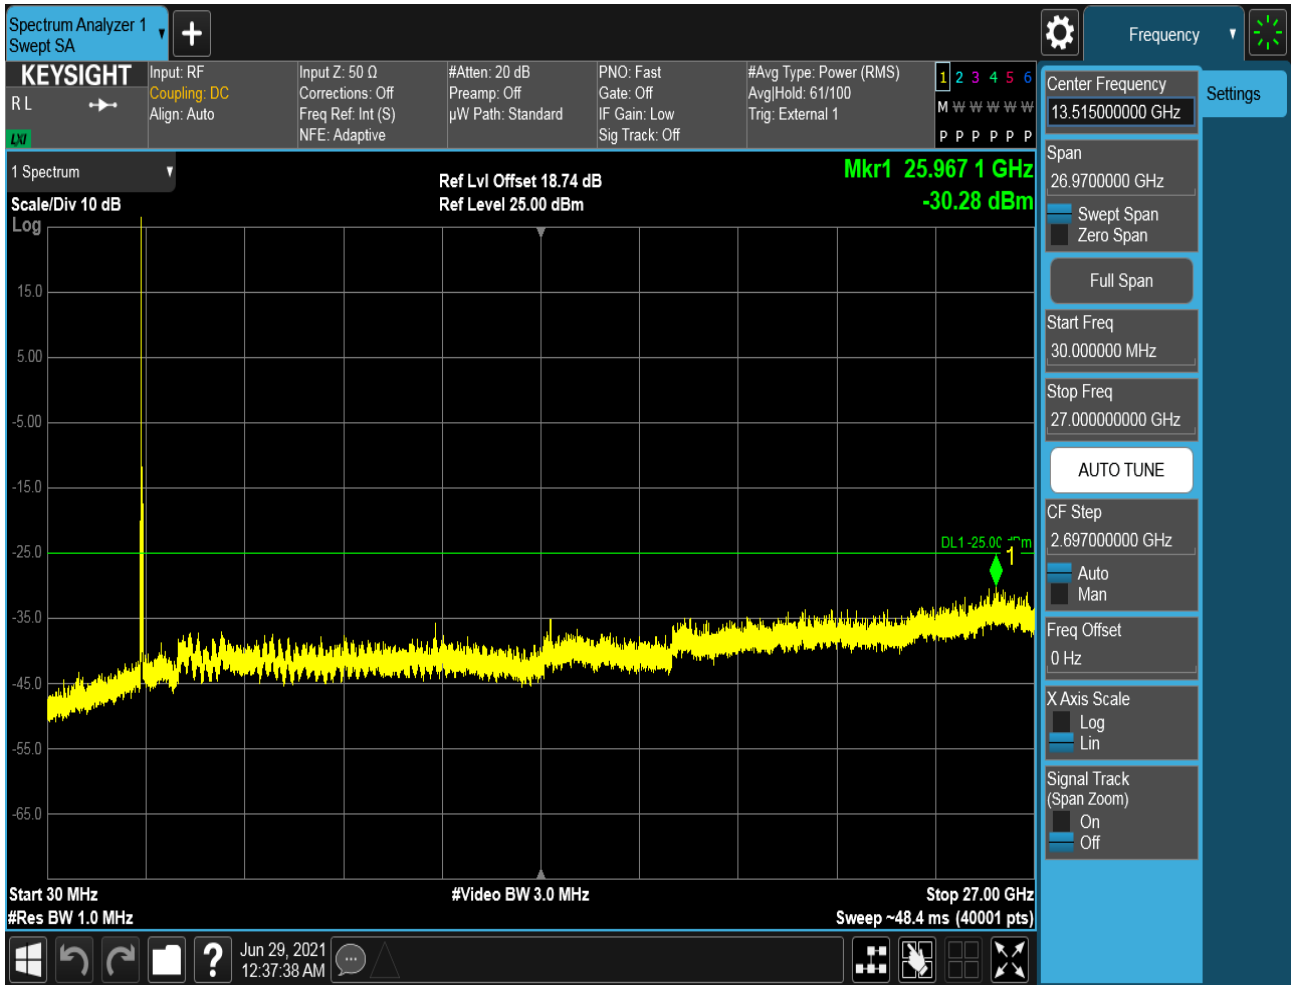 Spectrum Analyzer 1
Swept SA
Frequency
KEYSIGHT
R L
LXI
Input: RF
Coupling: DC
Align: Auto
Input Z: 50 Ω
Corrections: Off
Freq Ref: Int (S)
NFE: Adaptive
#Atten: 20 dB
Preamp: Off
µW Path: Standard
PNO: Fast
Gate: Off
IF Gain: Low
Sig Track: Off
#Avg Type: Power (RMS)
Avg|Hold: 61/100
Trig: External 1
1 2 3 4 5 6
M W W W W W
P P P P P P
1 Spectrum
Scale/Div 10 dB
Log
Ref Lvl Offset 18.74 dB
Ref Level 25.00 dBm
Mkr1 25.967 1 GHz
-30.28 dBm
15.0
5.00
-5.00
-15.0
-25.0
-35.0
-45.0
-55.0
-65.0
DL1 -25.00
1
Start 30 MHz
#Res BW 1.0 MHz
#Video BW 3.0 MHz
Stop 27.00 GHz
Sweep ~48.4 ms (40001 pts)
Jun 29, 2021
12:37:38 AM
Center Frequency
13.515000000 GHz
Settings
Span
26.9700000 GHz
Swept Span
Zero Span
Full Span
Start Freq
30.000000 MHz
Stop Freq
27.000000000 GHz
AUTO TUNE
CF Step
2.697000000 GHz
Auto
Man
Freq Offset
0 Hz
X Axis Scale
Log
Lin
Signal Track
(Span Zoom)
On
Off